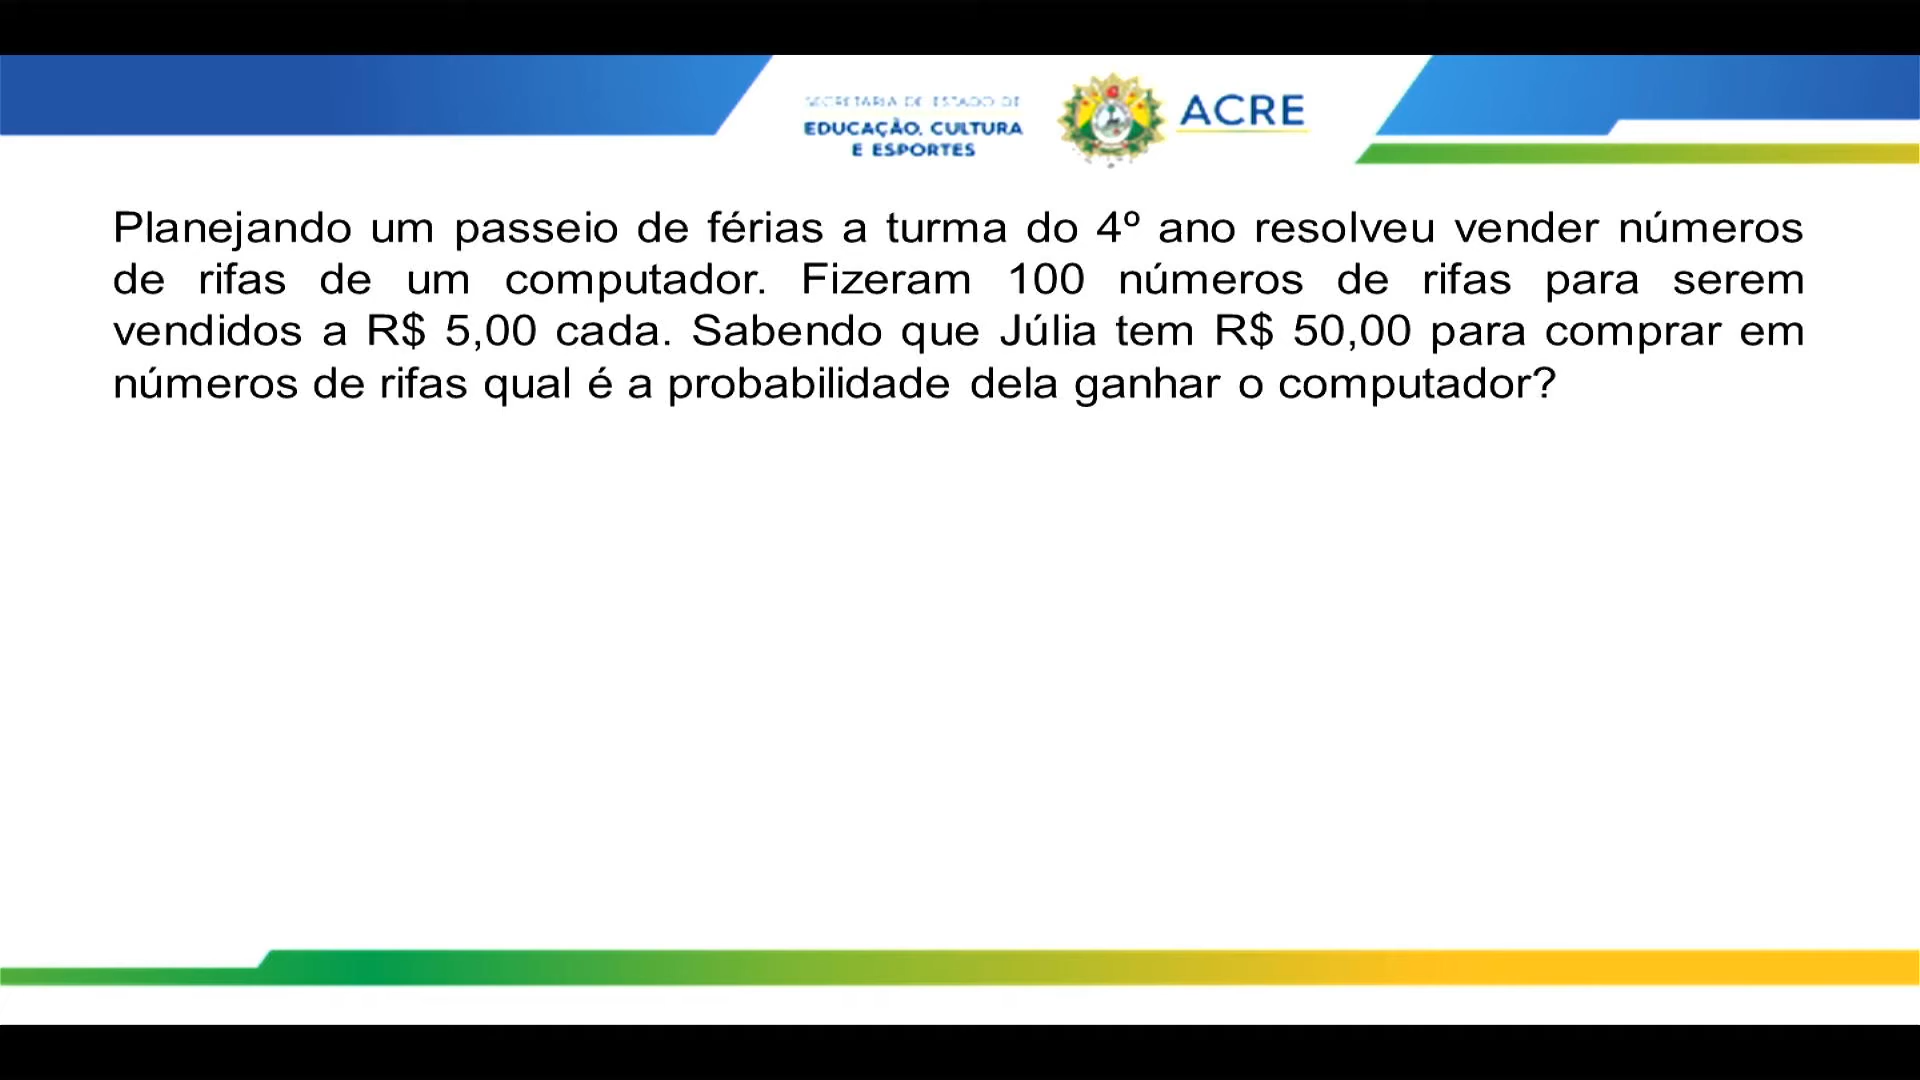 SECRETARIA DE ESTADO DE
EDUCAÇÃO, CULTURA
E ESPORTES
ACRE
Planejando um passeio de férias a turma do 4º ano resolveu vender números
de rifas de um computador. Fizeram 100 números de rifas para serem
vendidos a R$ 5,00 cada. Sabendo que Júlia tem R$ 50,00 para comprar em
números de rifas qual é a probabilidade dela ganhar o computador?